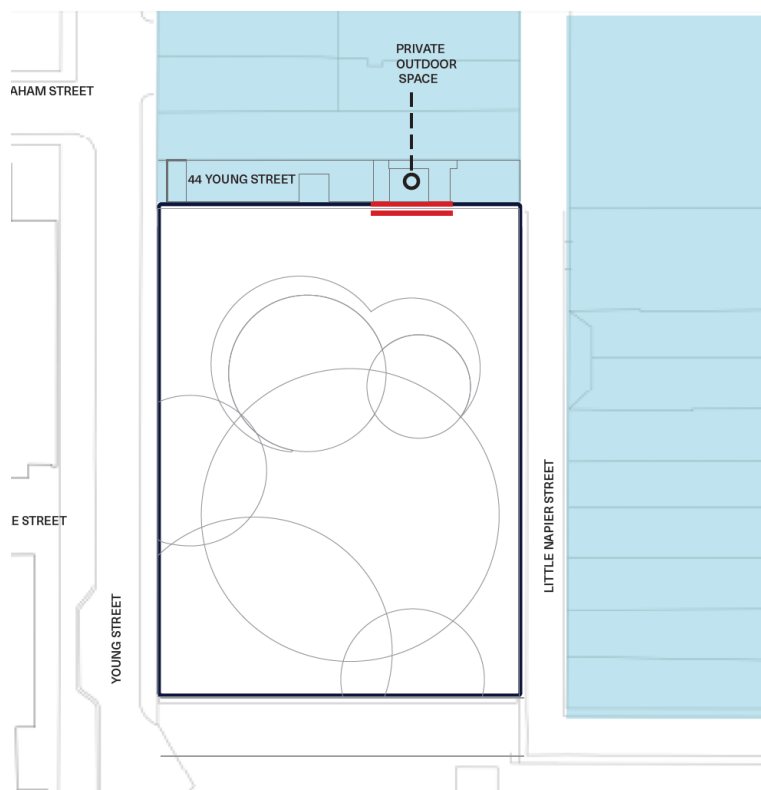 PRIVATE
OUTDOOR
SPACE
AHAM STREET
44 YOUNG STREET
LITTLE NAPIER STREET
E STREET
YOUNG STREET